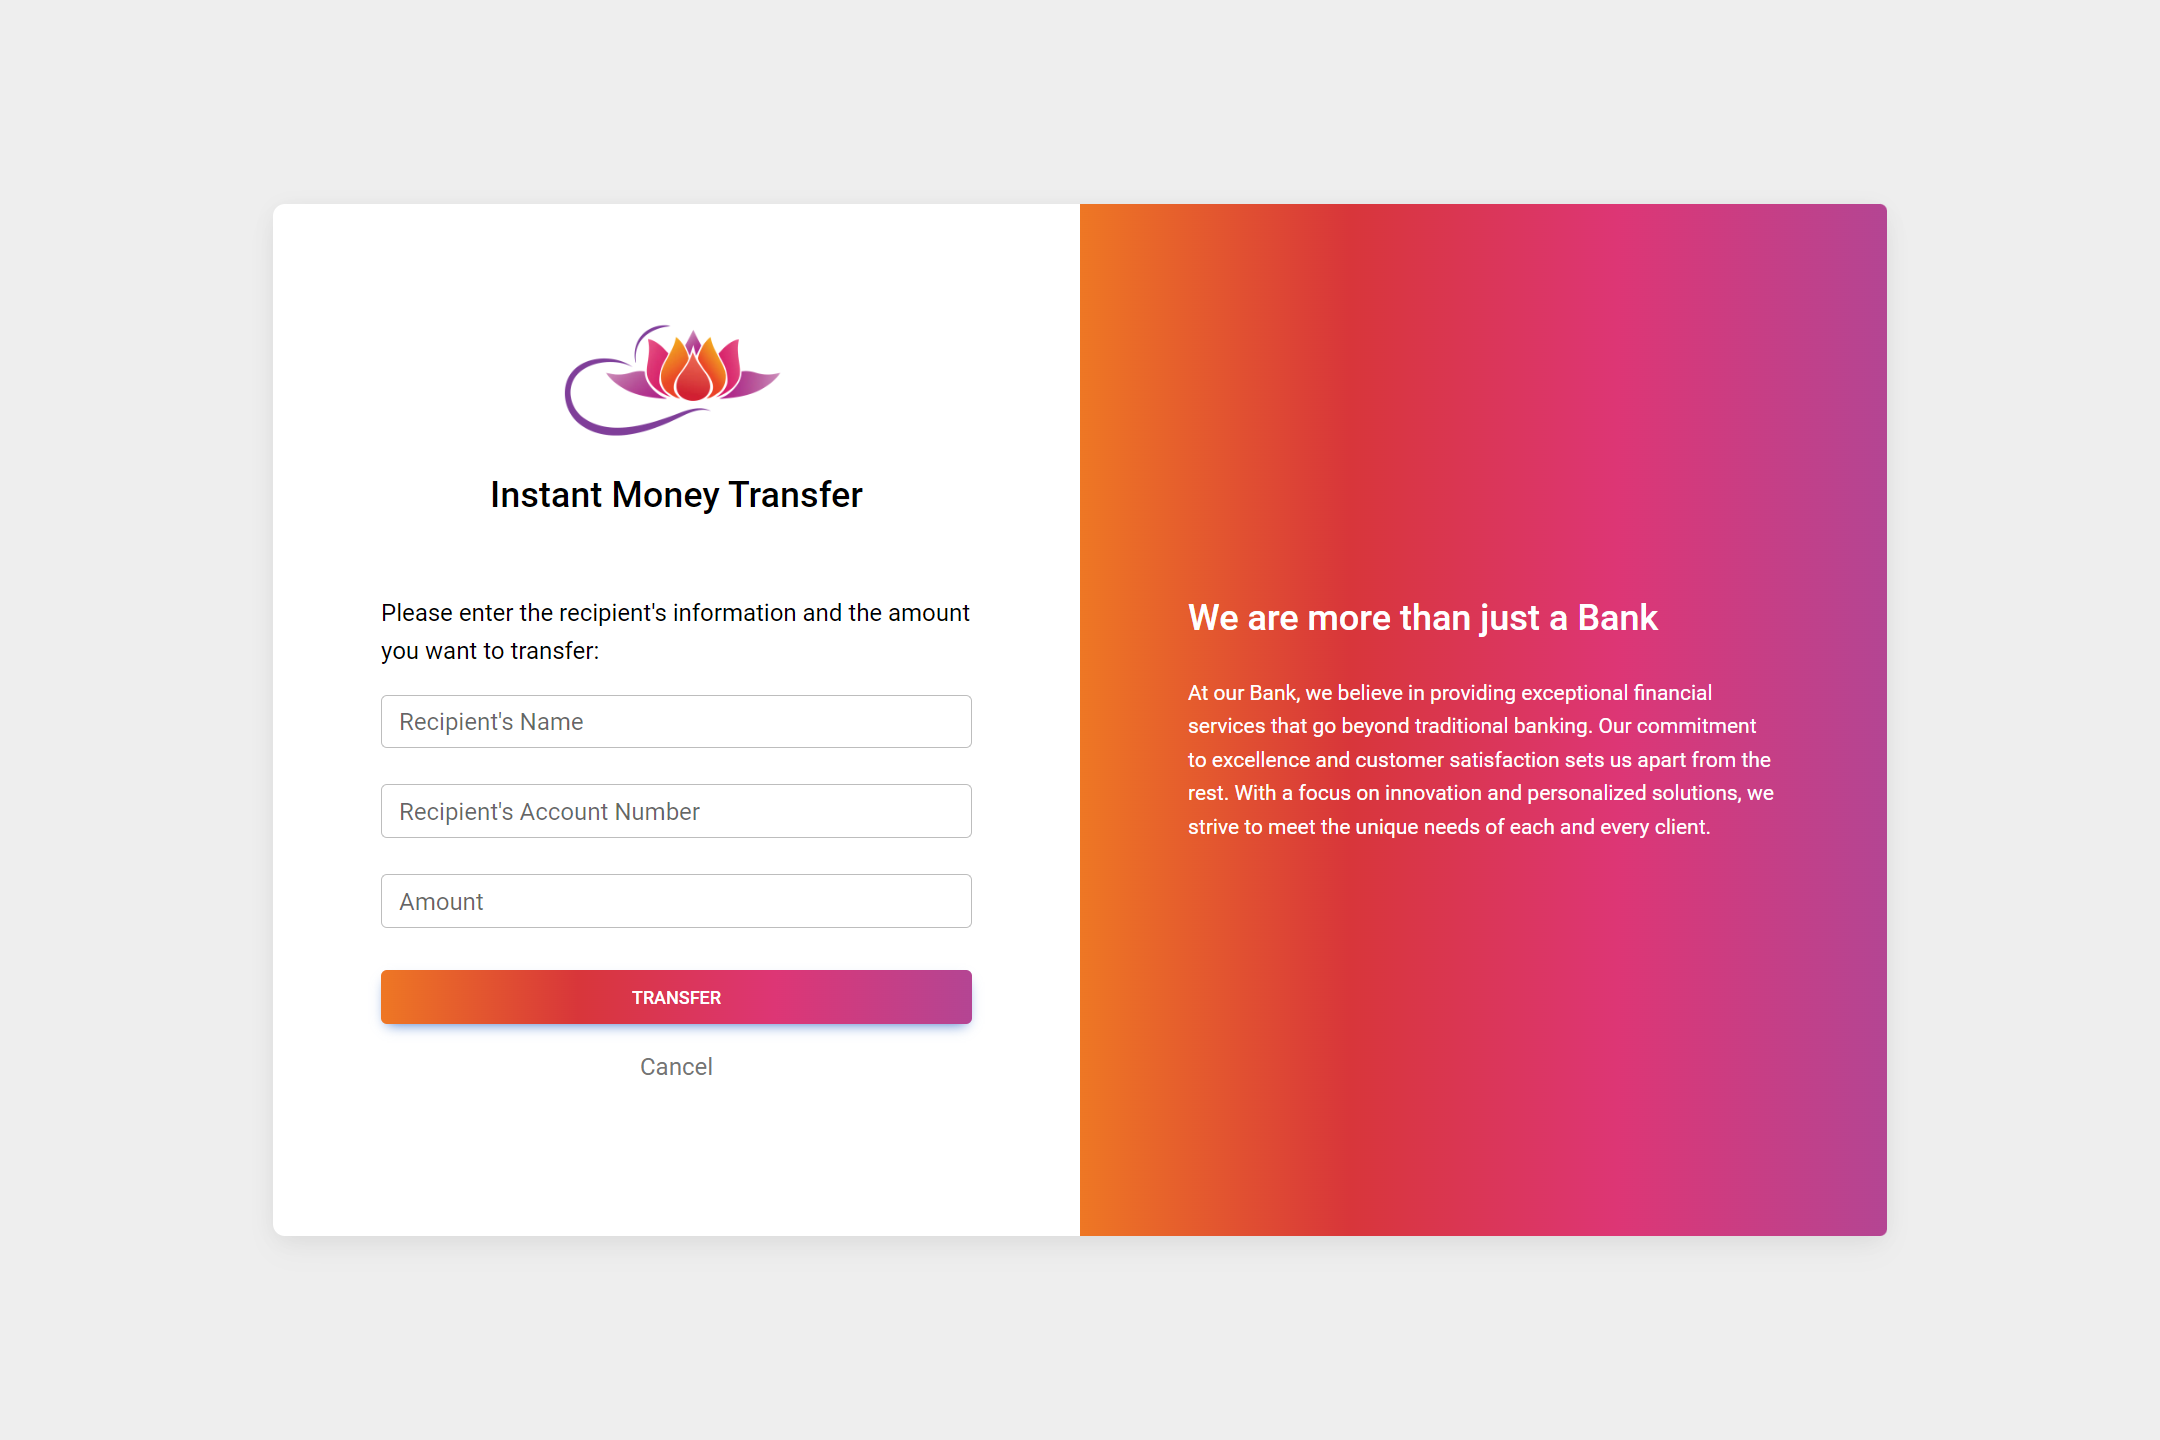 Instant Money Transfer
Please enter the recipient's information and the amount
you want to transfer:
Recipient's Name
Recipient's Account Number
Amount
TRANSFER
Cancel
We are more than just a Bank
At our Bank, we believe in providing exceptional financial
services that go beyond traditional banking. Our commitment
to excellence and customer satisfaction sets us apart from the
rest. With a focus on innovation and personalized solutions, we
strive to meet the unique needs of each and every client.